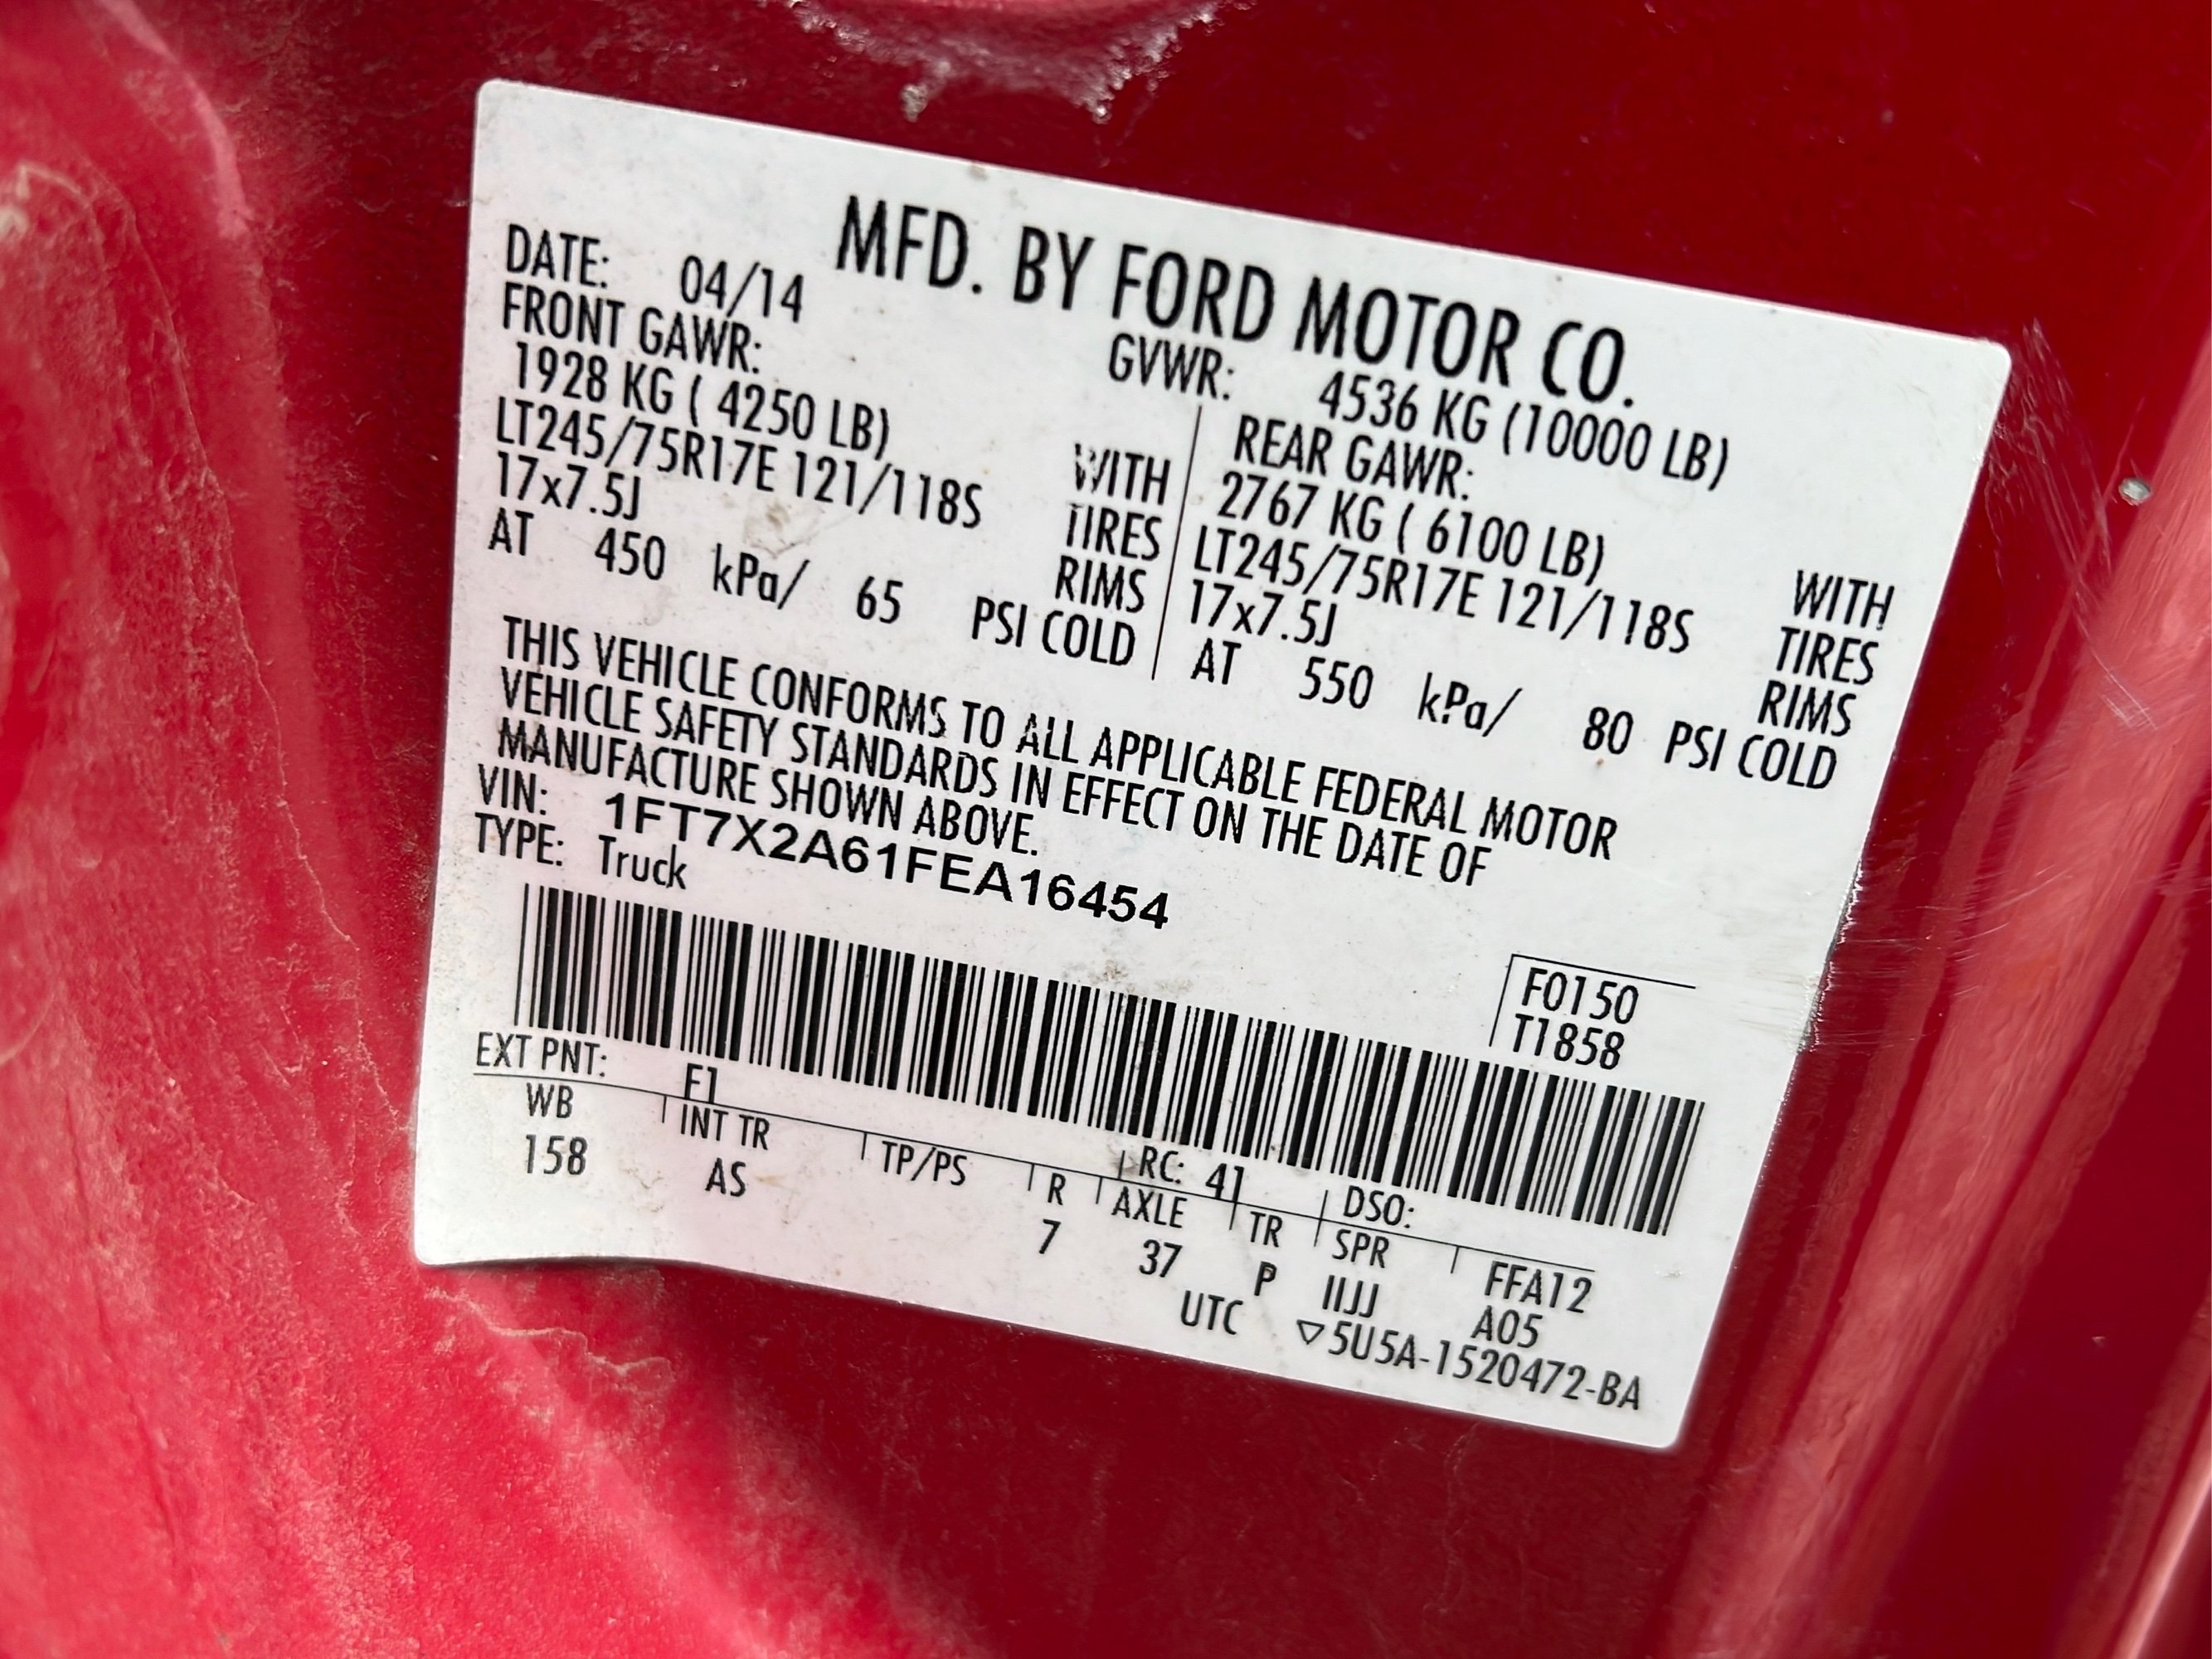 MFD. BY FORD MOTOR CO.
DATE: 04/14
GVWR: 4536 KG (10000 LB)
FRONT GAWR:
1928 KG ( 4250 LB) WITH
LT245/75R17E 121/118S TIRES
17x7.5J RIMS
AT 450 kPa/ 65 PSI COLD
REAR GAWR:
2767 KG ( 6100 LB) WITH
LT245/75R17E 121/118S TIRES
17x7.5J RIMS
AT 550 kPa/ 80 PSI COLD
THIS VEHICLE CONFORMS TO ALL APPLICABLE FEDERAL MOTOR
VEHICLE SAFETY STANDARDS IN EFFECT ON THE DATE OF
MANUFACTURE SHOWN ABOVE.
VIN: 1FT7X2A61FEA16454
TYPE: Truck
F0150
T1858
EXT PNT: F1 RC: 41 DSO:
WB INT TR TP/PS R AXLE TR SPR FFA12
158 AS 7 37 P IIJJ A05
UTC ▽5U5A-1520472-BA